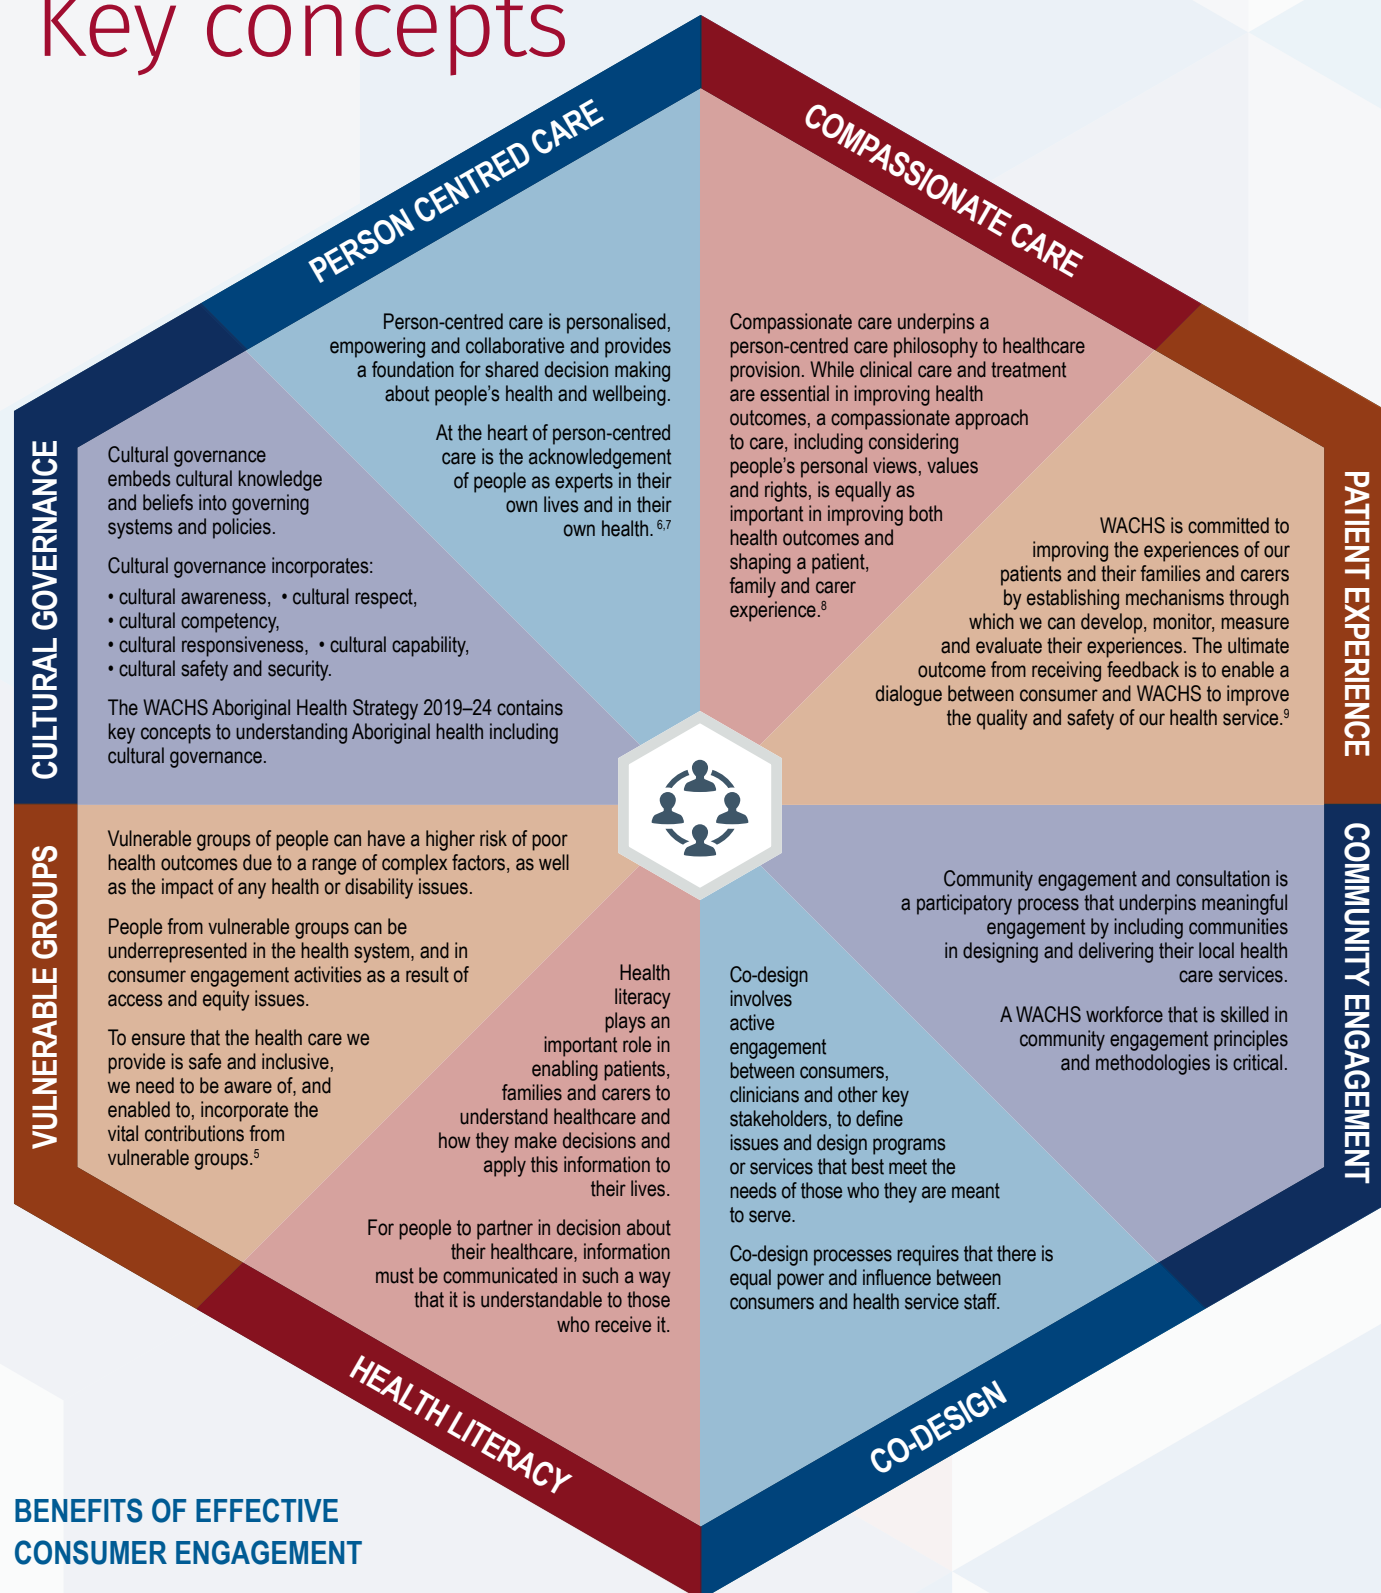 Key concepts
PERSON CENTRED CARE
Person-centred care is personalised,
empowering and collaborative and provides
a foundation for shared decision making
about people's health and wellbeing.
At the heart of person-centred
care is the acknowledgement
of people as experts in their
own lives and in their
own health. 6,7
COMPASSIONATE CARE
Compassionate care underpins a
person-centred care philosophy to healthcare
provision. While clinical care and treatment
are essential in improving health
outcomes, a compassionate approach
to care, including considering
people's personal views, values
and rights, is equally as
important in improving both
health outcomes and
shaping a patient,
family and carer
experience.8
PATIENT EXPERIENCE
WACHS is committed to
improving the experiences of our
patients and their families and carers
by establishing mechanisms through
which we can develop, monitor, measure
and evaluate their experiences. The ultimate
outcome from receiving feedback is to enable a
dialogue between consumer and WACHS to improve
the quality and safety of our health service.9
COMMUNITY ENGAGEMENT
Community engagement and consultation is
a participatory process that underpins meaningful
engagement by including communities
in designing and delivering their local health
care services.
A WACHS workforce that is skilled in
community engagement principles
and methodologies is critical.
CO-DESIGN
Co-design
involves
active
engagement
between consumers,
clinicians and other key
stakeholders, to define
issues and design programs
or services that best meet the
needs of those who they are meant
to serve.
Co-design processes requires that there is
equal power and influence between
consumers and health service staff.
HEALTH LITERACY
Health
literacy
plays an
important role in
enabling patients,
families and carers to
understand healthcare and
how they make decisions and
apply this information to
their lives.
For people to partner in decision about
their healthcare, information
must be communicated in such a way
that it is understandable to those
who receive it.
VULNERABLE GROUPS
Vulnerable groups of people can have a higher risk of poor
health outcomes due to a range of complex factors, as well
as the impact of any health or disability issues.
People from vulnerable groups can be
underrepresented in the health system, and in
consumer engagement activities as a result of
access and equity issues.
To ensure that the health care we
provide is safe and inclusive,
we need to be aware of, and
enabled to, incorporate the
vital contributions from
vulnerable groups.5
CULTURAL GOVERNANCE
Cultural governance
embeds cultural knowledge
and beliefs into governing
systems and policies.
Cultural governance incorporates:
• cultural awareness, • cultural respect,
• cultural competency,
• cultural responsiveness, • cultural capability,
• cultural safety and security.
The WACHS Aboriginal Health Strategy 2019–24 contains
key concepts to understanding Aboriginal health including
cultural governance.
BENEFITS OF EFFECTIVE
CONSUMER ENGAGEMENT